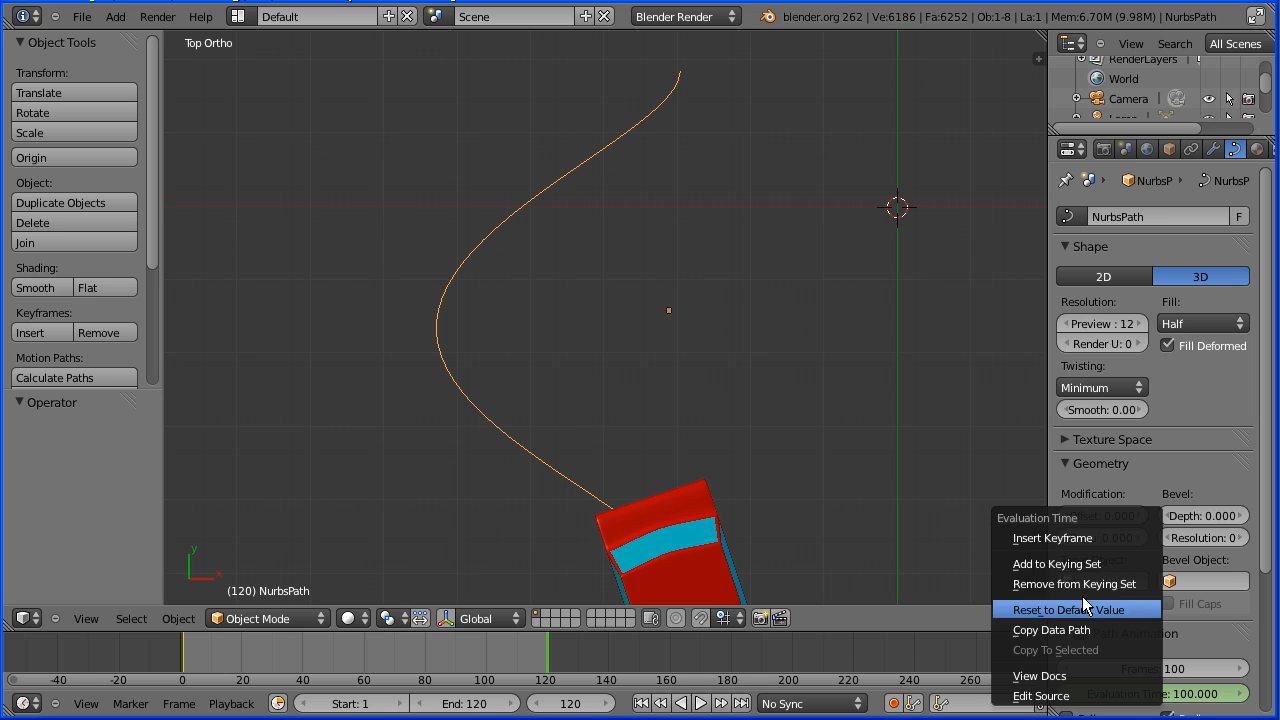 File Add Render Help Default Scene Blender Render blender.org 262 | Ve:6186 | Fa:6252 | Ob:1-8 | La:1 | Mem:6.70M (9.98M) | NurbsPath
Object Tools
Transform:
Translate
Rotate
Scale
Origin
Object:
Duplicate Objects
Delete
Join
Shading:
Smooth Flat
Keyframes:
Insert Remove
Motion Paths:
Calculate Paths
Operator
Top Ortho
y
x
(120) NurbsPath
View Select Object Object Mode Global
-40 -20 0 20 40 60 80 100 120 140 160 180 200 220 240 260
View Marker Frame Playback Start: 1 End: 120 120 No Sync
View Search All Scenes
RenderLayers
World
Camera
NurbsP NurbsP
NurbsPath F
Shape
2D 3D
Resolution: Fill:
Preview : 12 Half
Render U: 0 Fill Deformed
Twisting:
Minimum
Smooth: 0.00
Texture Space
Geometry
Modification: Bevel:
Depth: 0.000
Resolution: 0
Bevel Object:
Fill Caps
Path Animation
Frames: 100
Evaluation Time: 100.000
Evaluation Time
Insert Keyframe
Add to Keying Set
Remove from Keying Set
Reset to Default Value
Copy Data Path
Copy To Selected
View Docs
Edit Source